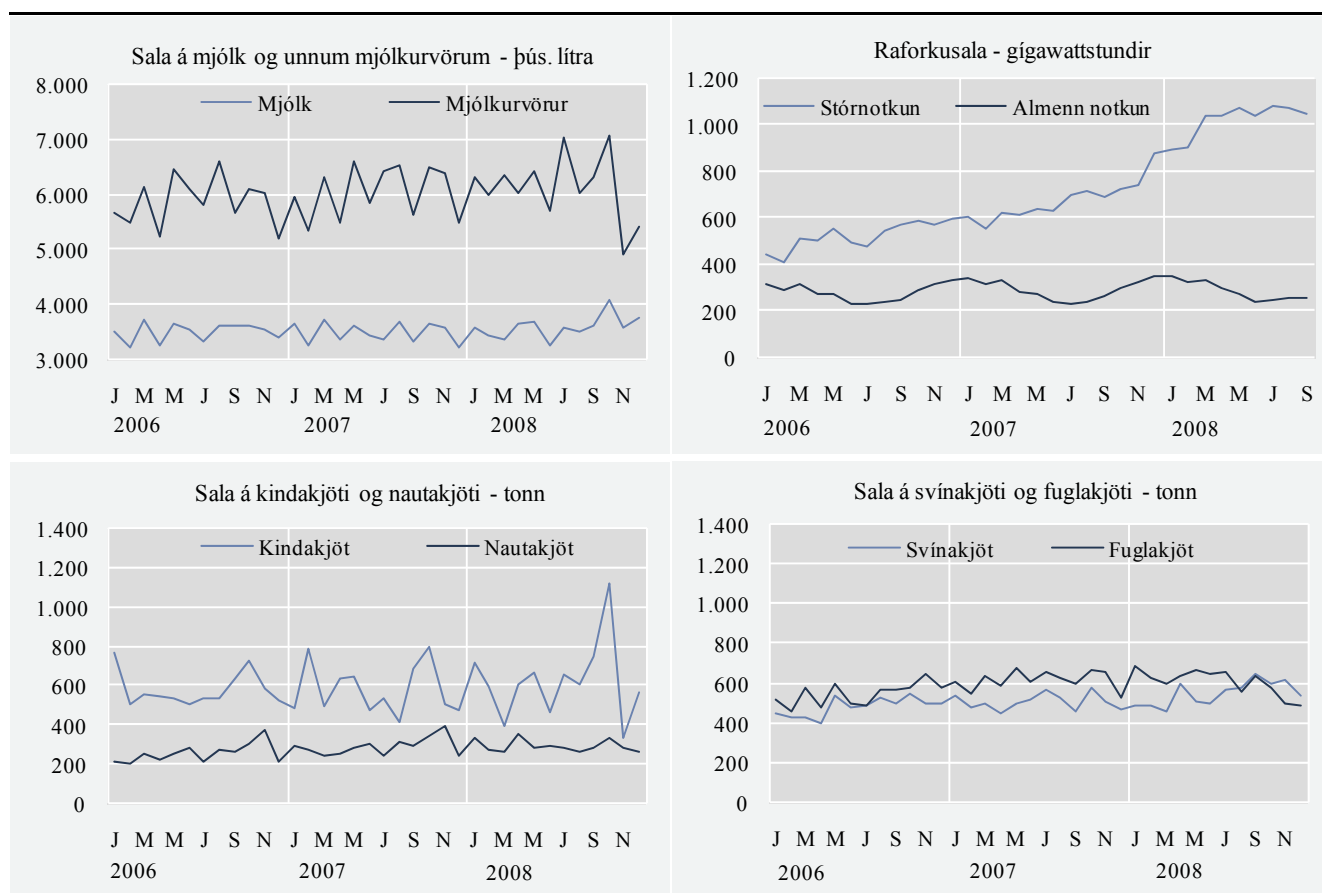 Sala á mjólk og unnum mjólkurvörum - þús. lítra
8.000
Mjólk Mjólkurvörur
7.000
6.000
5.000
4.000
3.000
J M M J S N J M M J S N J M M J S N
2006 2007 2008
Raforkusala - gígawattstundir
1.200
Stórnotkun Almenn notkun
1.000
800
600
400
200
0
J M M J S N J M M J S N J M M J S
2006 2007 2008
Sala á kindakjöti og nautakjöti - tonn
1.400
Kindakjöt Nautakjöt
1.200
1.000
800
600
400
200
0
J M M J S N J M M J S N J M M J S N
2006 2007 2008
Sala á svínakjöti og fuglakjöti - tonn
1.400
Svínakjöt Fuglakjöt
1.200
1.000
800
600
400
200
0
J M M J S N J M M J S N J M M J S N
2006 2007 2008